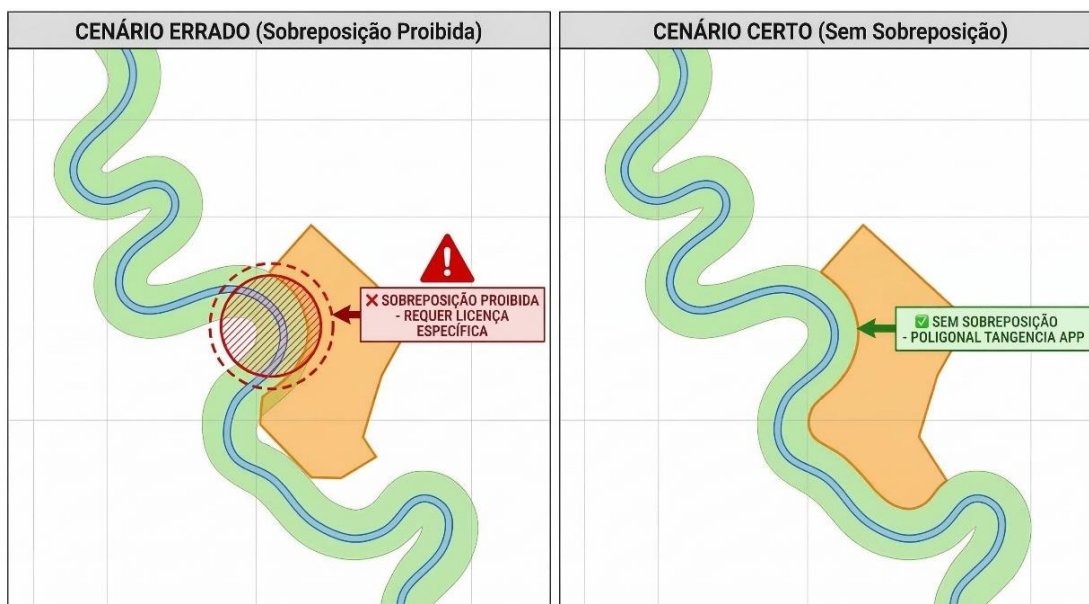 CENÁRIO ERRADO (Sobreposição Proibida)
❌ SOBREPOSIÇÃO PROIBIDA
- REQUER LICENÇA
ESPECÍFICA
CENÁRIO CERTO (Sem Sobreposição)
✅ SEM SOBREPOSIÇÃO
- POLIGONAL TANGENCIA APP